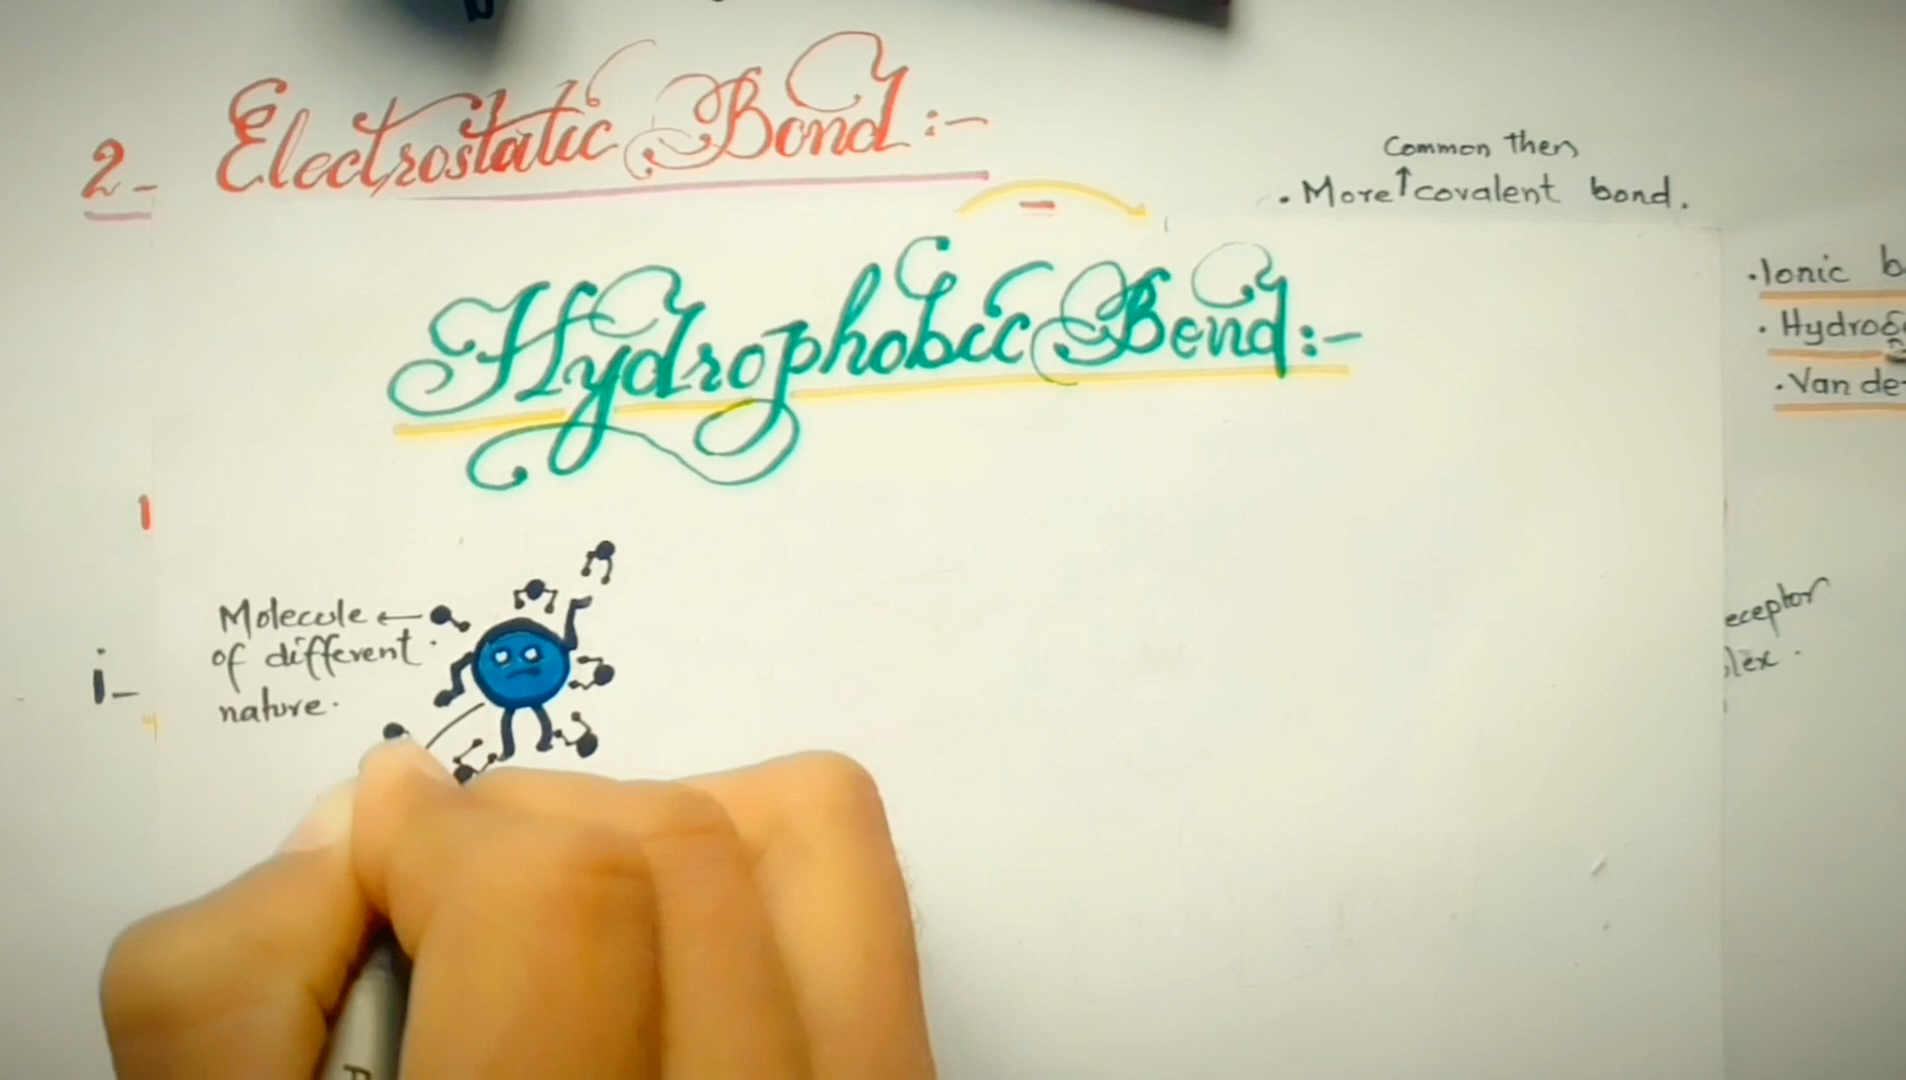 2- Electrostatic Bond:-
Common then
• More ↑ covalent bond.
•Ionic b
• Hydrog
•Van de
Hydrophobic Bond:-
1
Molecule ←
of different
nature.
i-
eceptor
lex.